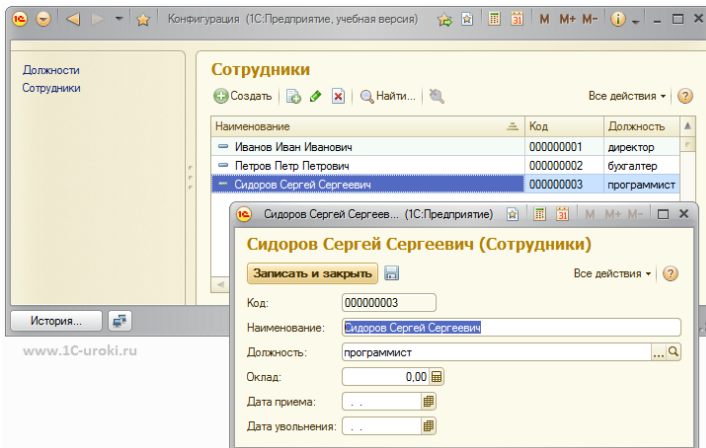 Конфигурация (1С:Предприятие, учебная версия) M M+ M-
Должности
Сотрудники
Сотрудники
Создать Найти... Все действия
Наименование Код Должность
Иванов Иван Иванович 000000001 директор
Петров Петр Петрович 000000002 бухгалтер
Сидоров Сергей Сергеевич 000000003 программист
Сидоров Сергей Сергеев... (1С:Предприятие) M M+ M-
Сидоров Сергей Сергеевич (Сотрудники)
Записать и закрыть Все действия
Код: 000000003
История... Наименование: Сидоров Сергей Сергеевич
www.1C-uroki.ru Должность: программист ...
Оклад: 0,00
Дата приема: . .
Дата увольнения: . .